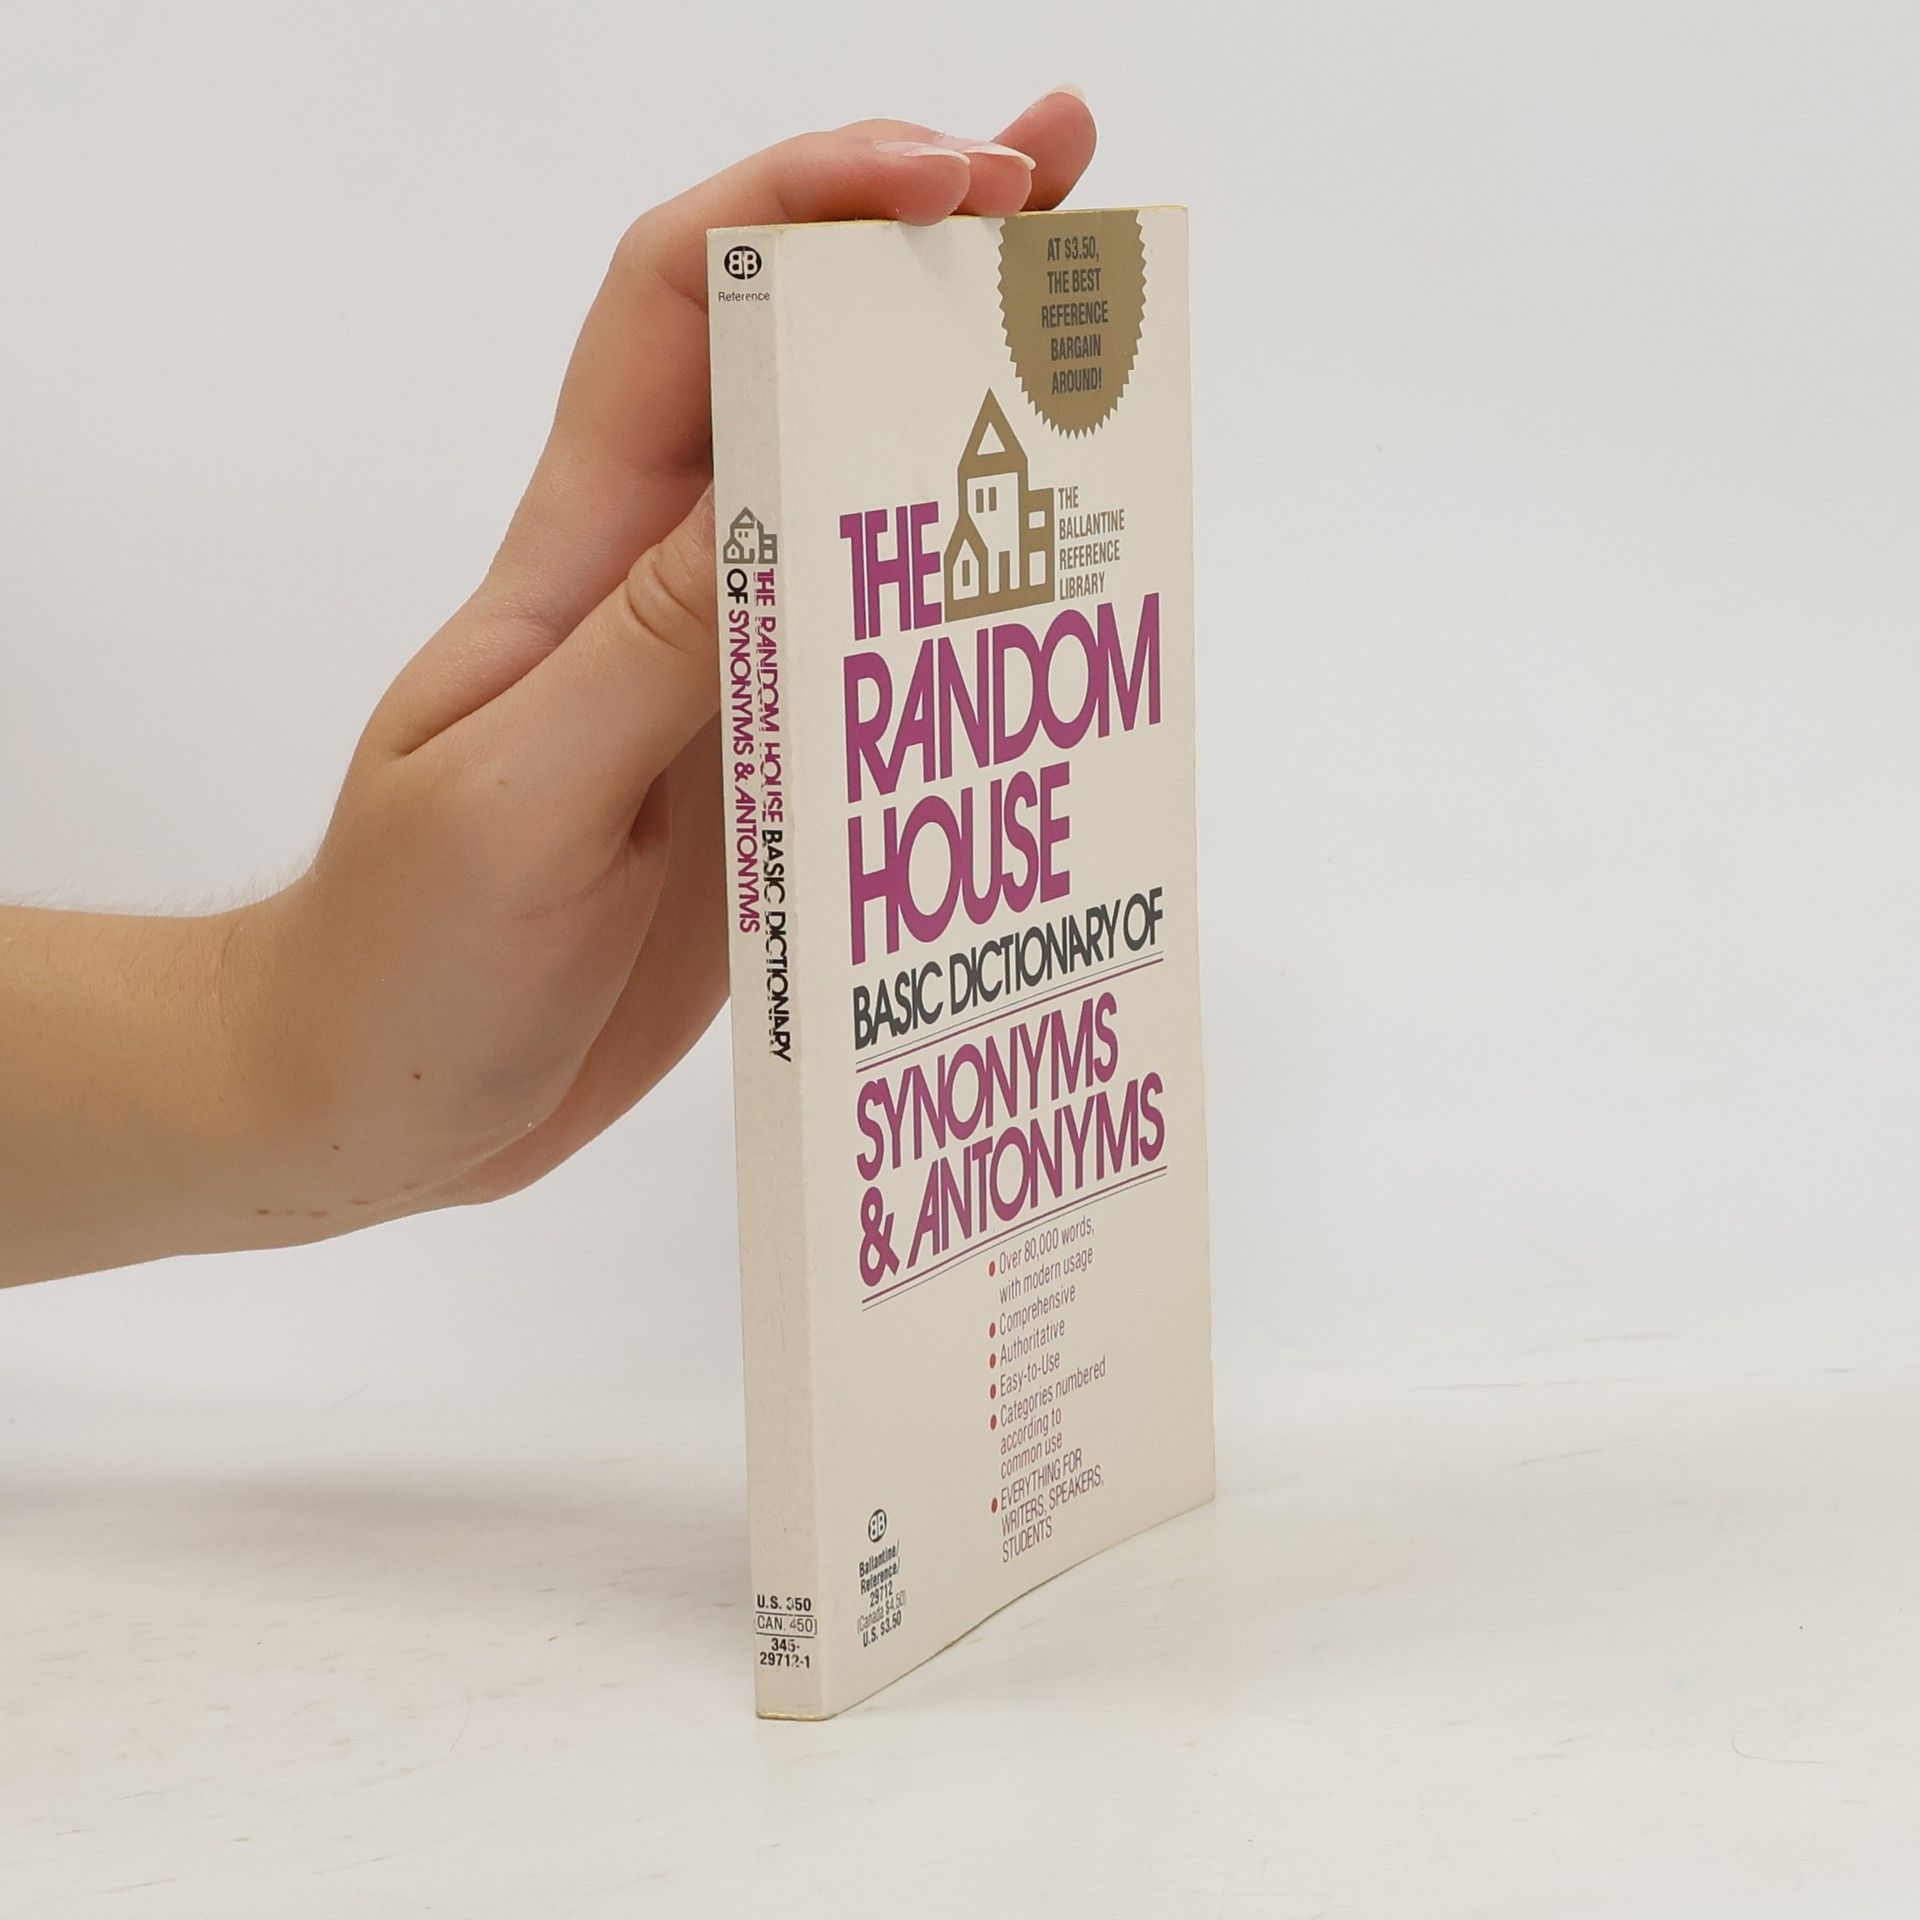 BB
Reference
THE RANDOM HOUSE BASIC DICTIONARY
OF SYNONYMS & ANTONYMS
U.S. 350
[CAN. 450]
345-
29712-1
AT $3.50,
THE BEST
REFERENCE
BARGAIN
AROUND!
THE
BALLANTINE
REFERENCE
LIBRARY
THE
RANDOM
HOUSE
BASIC DICTIONARY OF
SYNONYMS
& ANTONYMS
• Over 80,000 words,
with modern usage
• Comprehensive
• Authoritative
• Easy-to-Use
• Categories numbered
according to
common use
• EVERYTHING FOR
WRITERS, SPEAKERS,
STUDENTS
BB
Ballantine/
Reference/
29712
(Canada $4.50)
U.S. $3.50